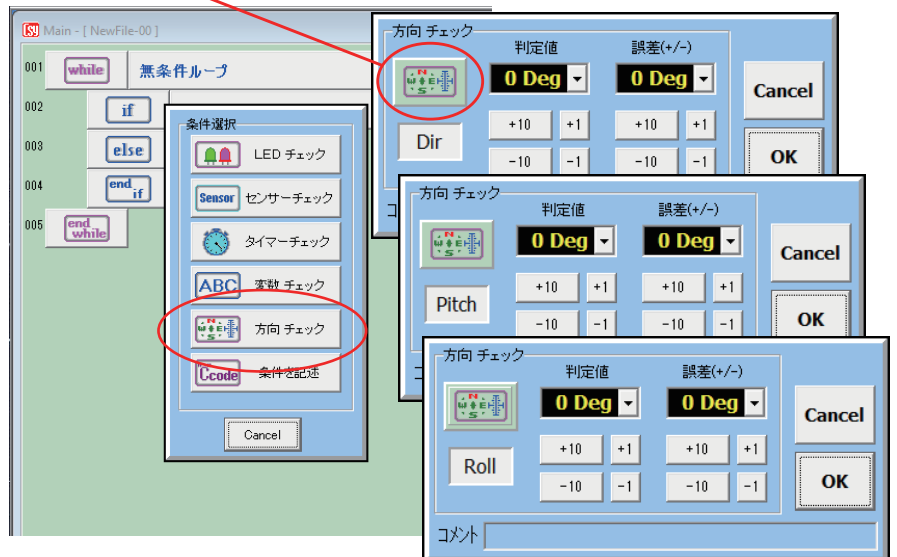 Main - [ NewFile-00 ]
001 while 無条件ループ
002 if
003 else
004 end if
005 end while
条件選択
LED チェック
Sensor センサーチェック
タイマーチェック
ABC 変数 チェック
W N E S 方向 チェック
Ccode 条件を記述
Cancel
方向 チェック
判定値 誤差(+/-)
W N E S
0 Deg 0 Deg
Cancel
Dir
+10 +1 +10 +1
-10 -1 -10 -1
OK
コ
方向 チェック
判定値 誤差(+/-)
W N E S
0 Deg 0 Deg
Cancel
Pitch
+10 +1 +10 +1
-10 -1 -10 -1
OK
コ
方向 チェック
判定値 誤差(+/-)
W N E S
0 Deg 0 Deg
Cancel
Roll
+10 +1 +10 +1
-10 -1 -10 -1
OK
コメント